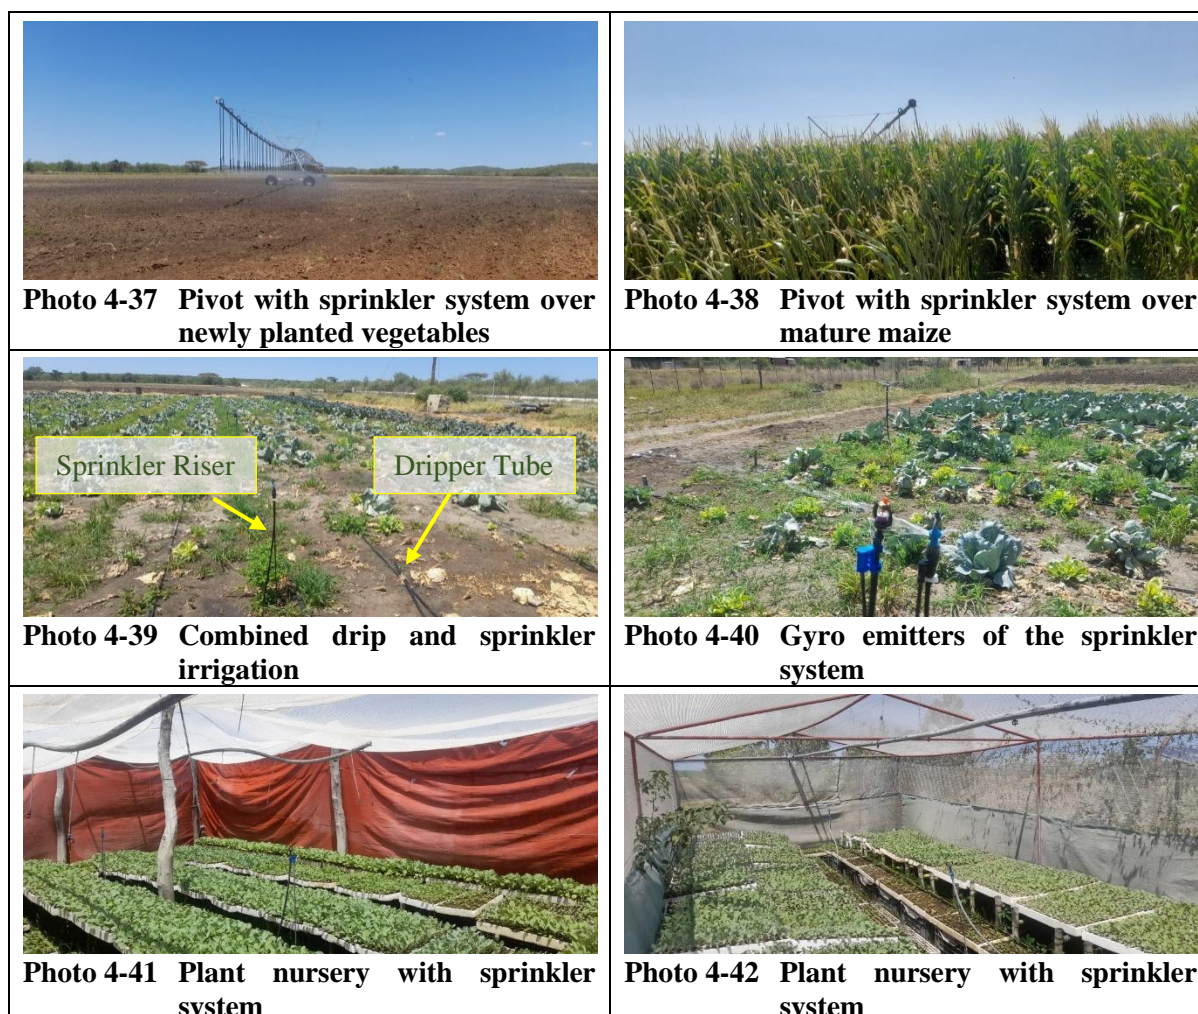 Photo 4-37 Pivot with sprinkler system over
newly planted vegetables
Photo 4-38 Pivot with sprinkler system over
mature maize
Sprinkler Riser
Dripper Tube
Photo 4-39 Combined drip and sprinkler
irrigation
Photo 4-40 Gyro emitters of the sprinkler
system
Photo 4-41 Plant nursery with sprinkler
system
Photo 4-42 Plant nursery with sprinkler
system